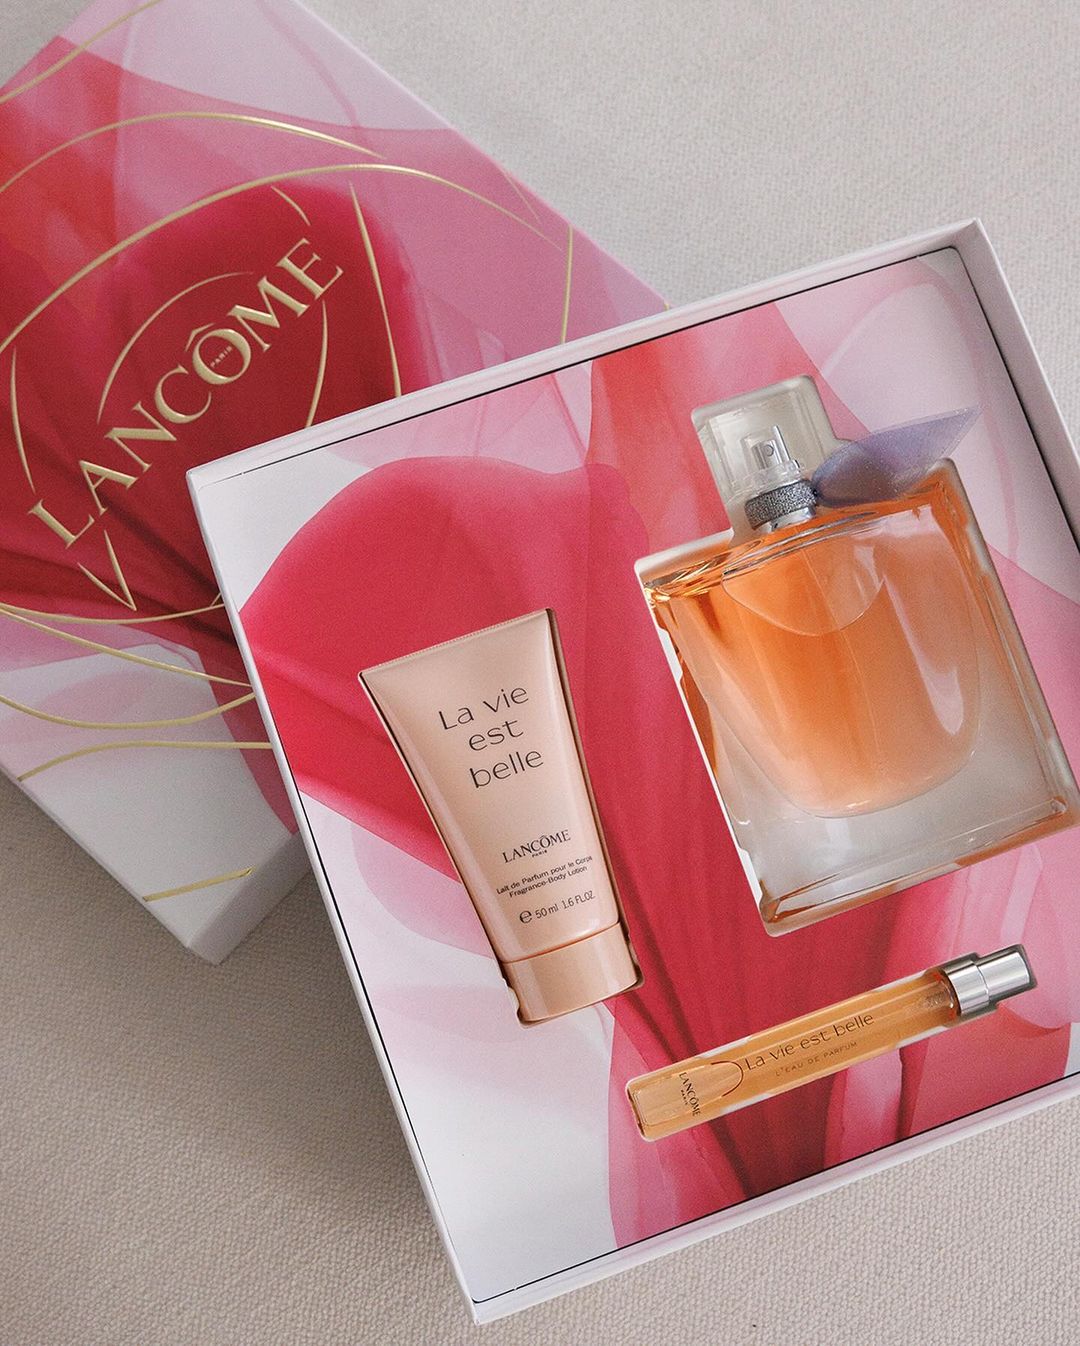 LANCÔME
PARIS
La vie
est
belle
LANCÔME
PARIS
Lait de Parfum pour le Corps
Fragrance-Body Lotion
e 50 ml 1.6 FL.OZ
LANCÔME
PARIS
La vie est belle
L'EAU DE PARFUM